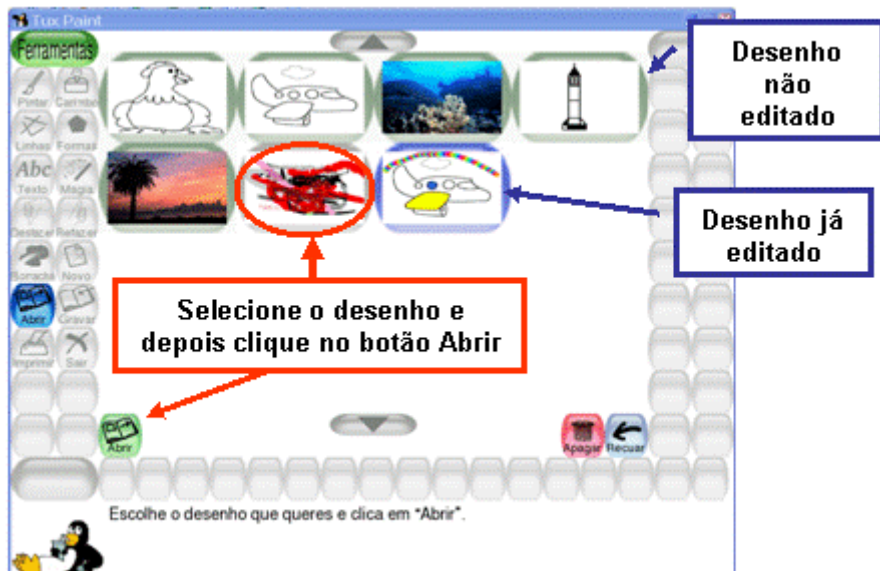 Tux Paint
Ferramentas
Desenho
não
editado
Pintar Carimbo
Linhas Formas
Abc
Texto Magia
Desfazer Refazer
Desenho já
editado
Borracha Novo
Selecione o desenho e
depois clique no botão Abrir
Abrir Gravar
Imprimir Sair
Abrir
Apagar Recuar
Escolhe o desenho que queres e clica em “Abrir”.